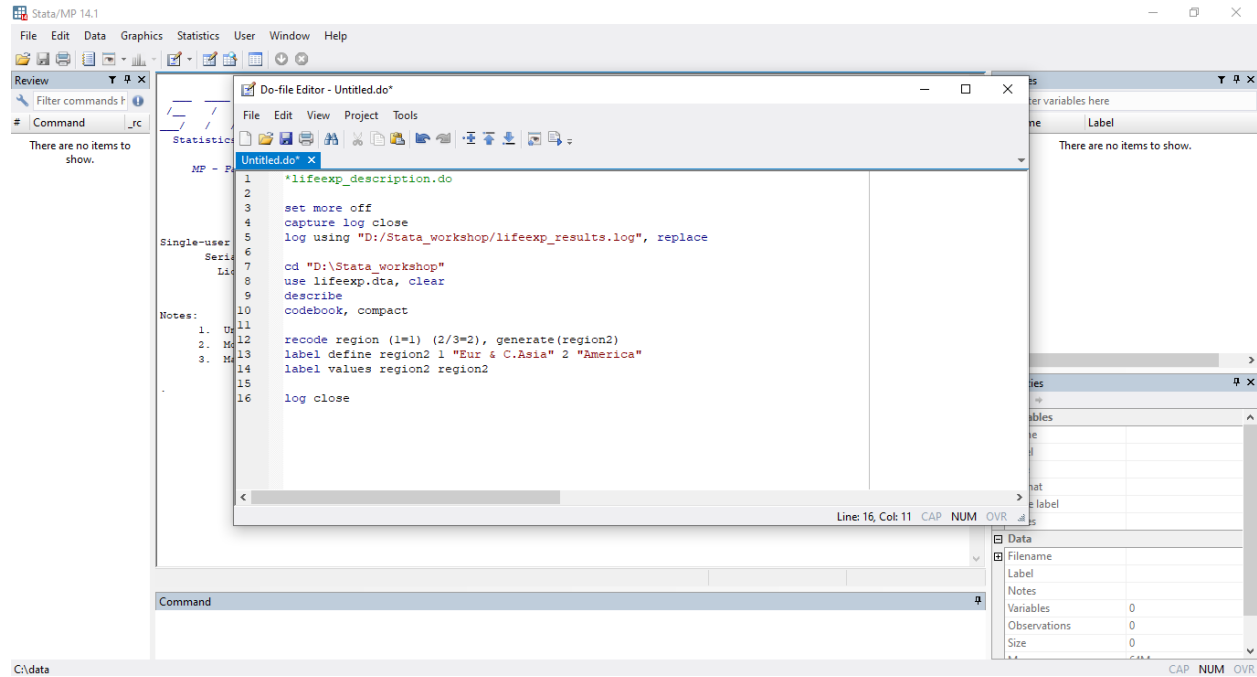 Stata/MP 14.1
File Edit Data Graphics Statistics User Window Help
Review
Filter commands h
# Command _rc
There are no items to
show.
Statistics
MP - Pa
Single-user
Seria
Lic
Notes:
1. Un
2. Mo
3. Ma
.
Do-file Editor - Untitled.do*
File Edit View Project Tools
Untitled.do*
1 *lifeexp_description.do
2
3 set more off
4 capture log close
5 log using "D:/Stata_workshop/lifeexp_results.log", replace
6
7 cd "D:\Stata_workshop"
8 use lifeexp.dta, clear
9 describe
10 codebook, compact
11
12 recode region (1=1) (2/3=2), generate(region2)
13 label define region2 1 "Eur & C.Asia" 2 "America"
14 label values region2 region2
15
16 log close
Line: 16, Col: 11 CAP NUM OVR
es
ter variables here
me Label
There are no items to show.
ties
ables
e label
Data
Filename
Label
Notes
Variables 0
Observations 0
Size 0
Command
C:\data
CAP NUM OVR